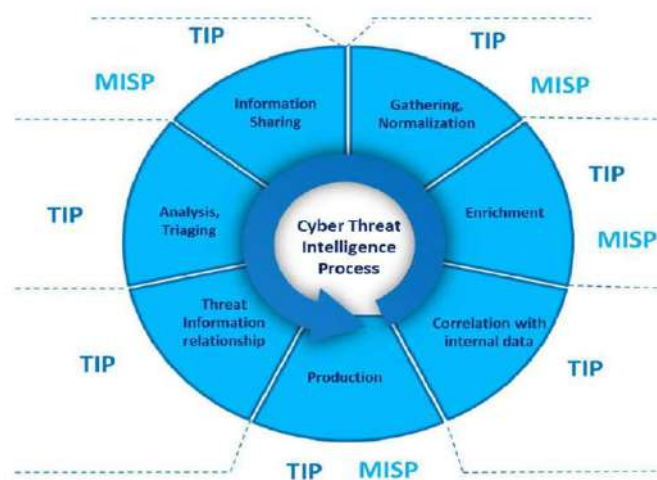 TIP
TIP
MISP
MISP
Information
Sharing
Gathering,
Normalization
TIP
TIP
Analysis,
Triaging
Enrichment
MISP
Cyber Threat
Intelligence
Process
Threat
Information
relationship
Correlation with
internal data
TIP
TIP
Production
TIP MISP